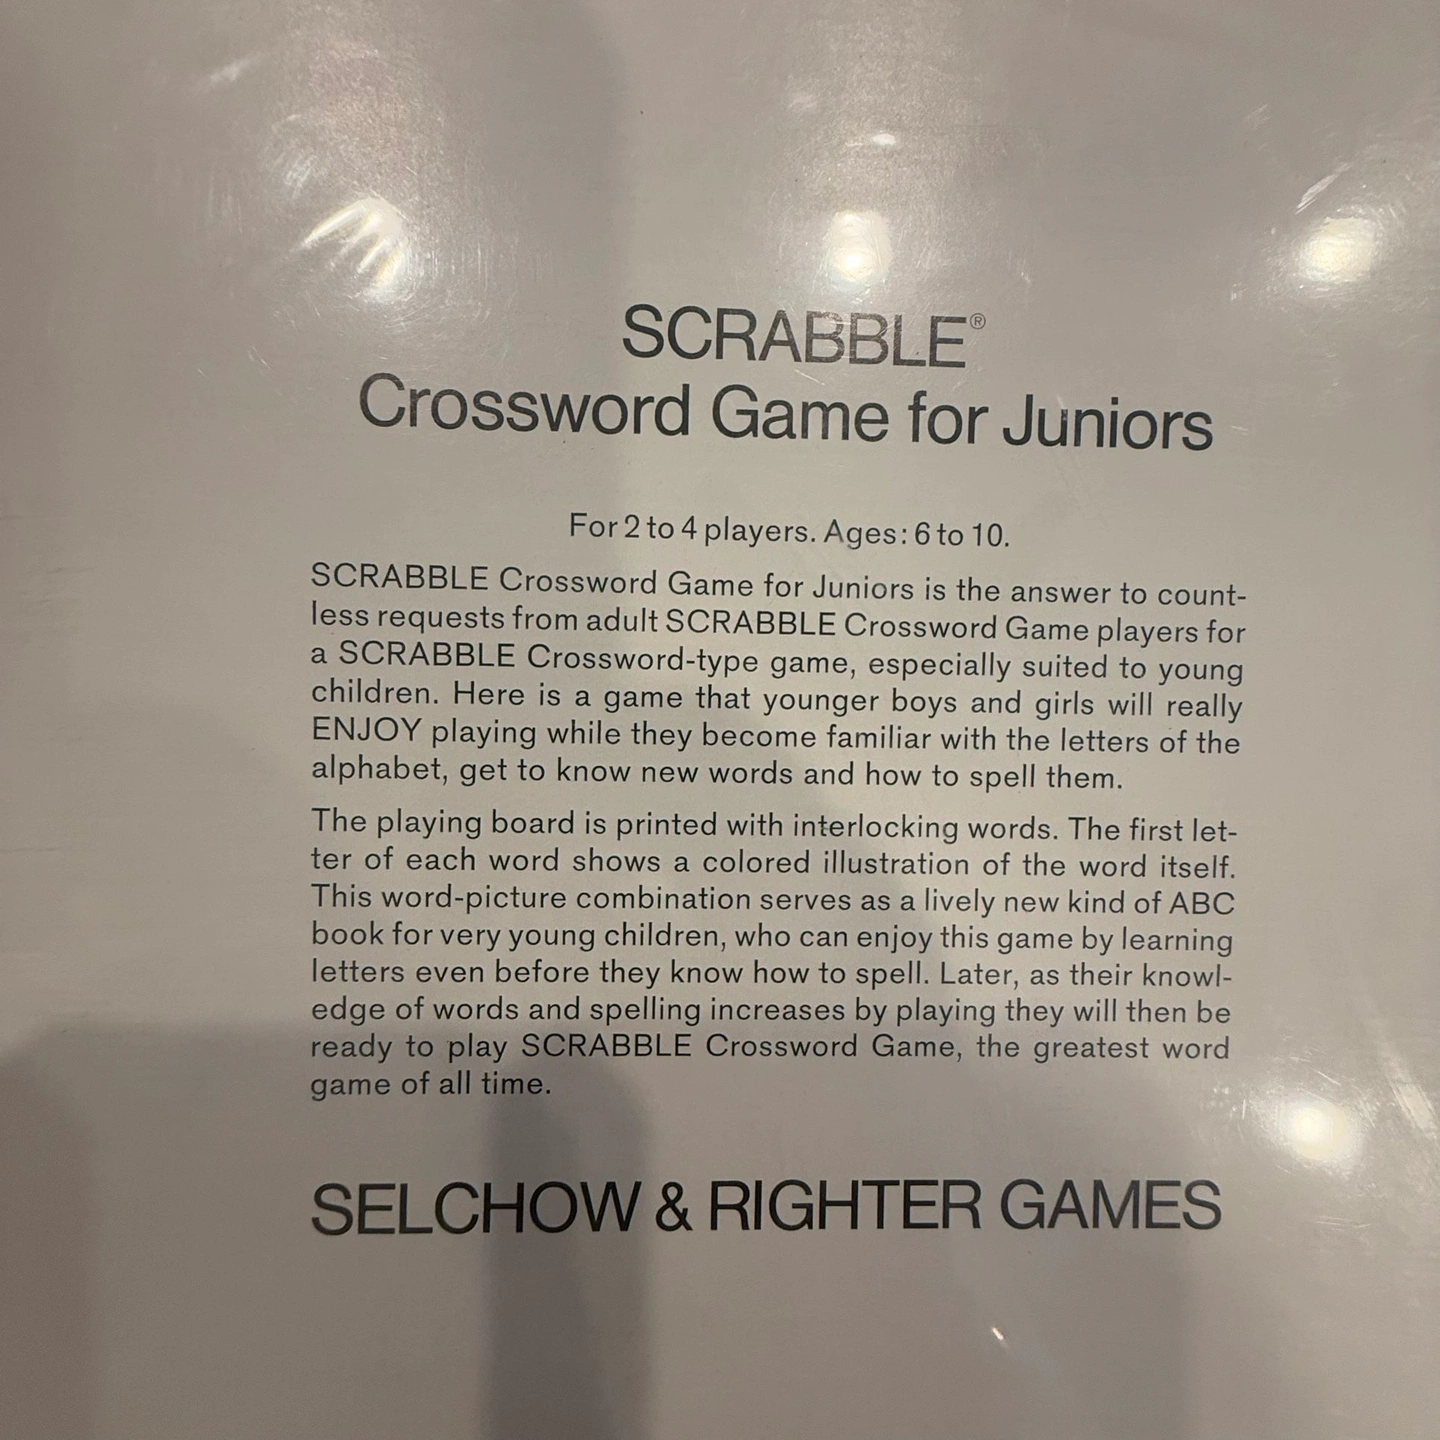 SCRABBLE®
Crossword Game for Juniors
For 2 to 4 players. Ages: 6 to 10.
SCRABBLE Crossword Game for Juniors is the answer to count-
less requests from adult SCRABBLE Crossword Game players for
a SCRABBLE Crossword-type game, especially suited to young
children. Here is a game that younger boys and girls will really
ENJOY playing while they become familiar with the letters of the
alphabet, get to know new words and how to spell them.
The playing board is printed with interlocking words. The first let-
ter of each word shows a colored illustration of the word itself.
This word-picture combination serves as a lively new kind of ABC
book for very young children, who can enjoy this game by learning
letters even before they know how to spell. Later, as their knowl-
edge of words and spelling increases by playing they will then be
ready to play SCRABBLE Crossword Game, the greatest word
game of all time.
SELCHOW & RIGHTER GAMES